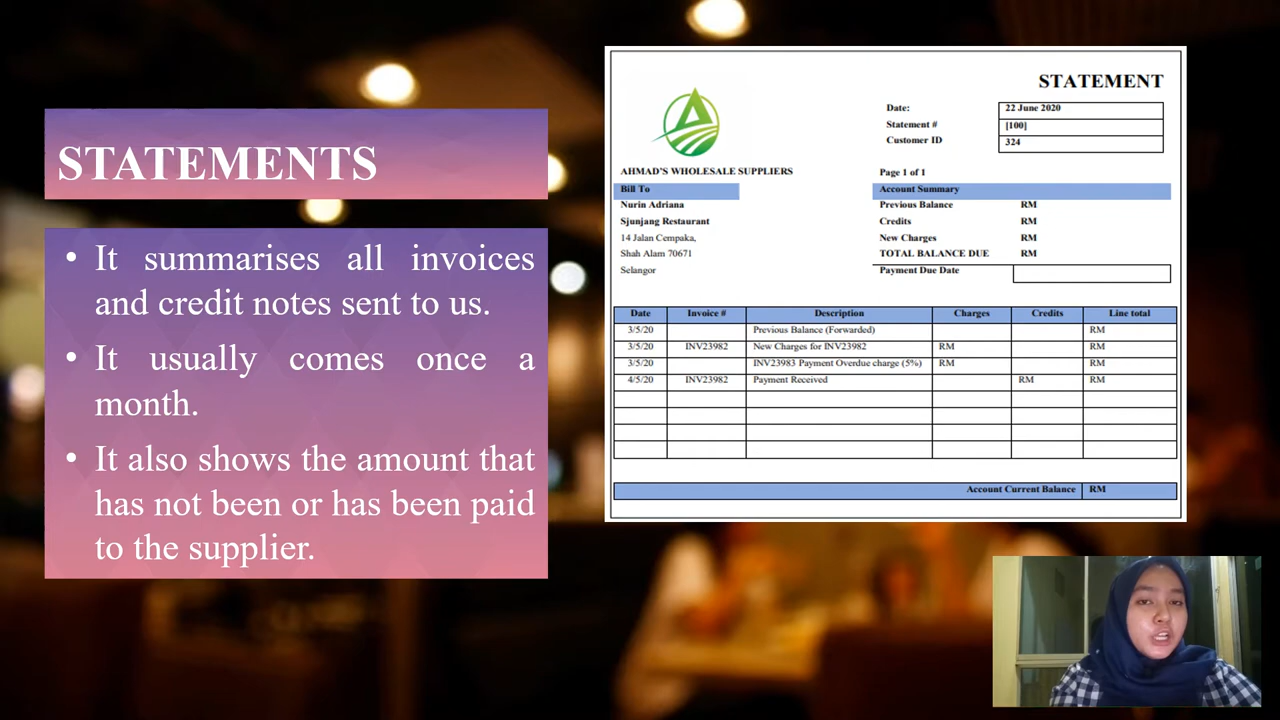 STATEMENTS
• It summarises all invoices
and credit notes sent to us.
• It usually comes once a
month.
• It also shows the amount that
has not been or has been paid
to the supplier.
STATEMENT
Date: 22 June 2020
Statement # [100]
Customer ID 324
AHMAD'S WHOLESALE SUPPLIERS
Page 1 of 1
Bill To
Nurin Adriana
Sjunjang Restaurant
14 Jalan Cempaka,
Shah Alam 70671
Selangor
Account Summary
Previous Balance RM
Credits RM
New Charges RM
TOTAL BALANCE DUE RM
Payment Due Date
Date Invoice # Description Charges Credits Line total
3/5/20 Previous Balance (Forwarded) RM
3/5/20 INV23982 New Charges for INV23982 RM RM
3/5/20 INV23983 Payment Overdue charge (5%) RM RM
4/5/20 INV23982 Payment Received RM RM
Account Current Balance RM